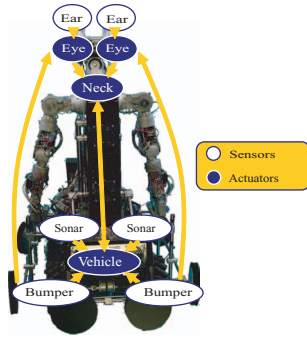 Ear
Ear
Eye
Eye
Neck
Sensors
Actuators
Sonar
Sonar
Vehicle
Bumper
Bumper